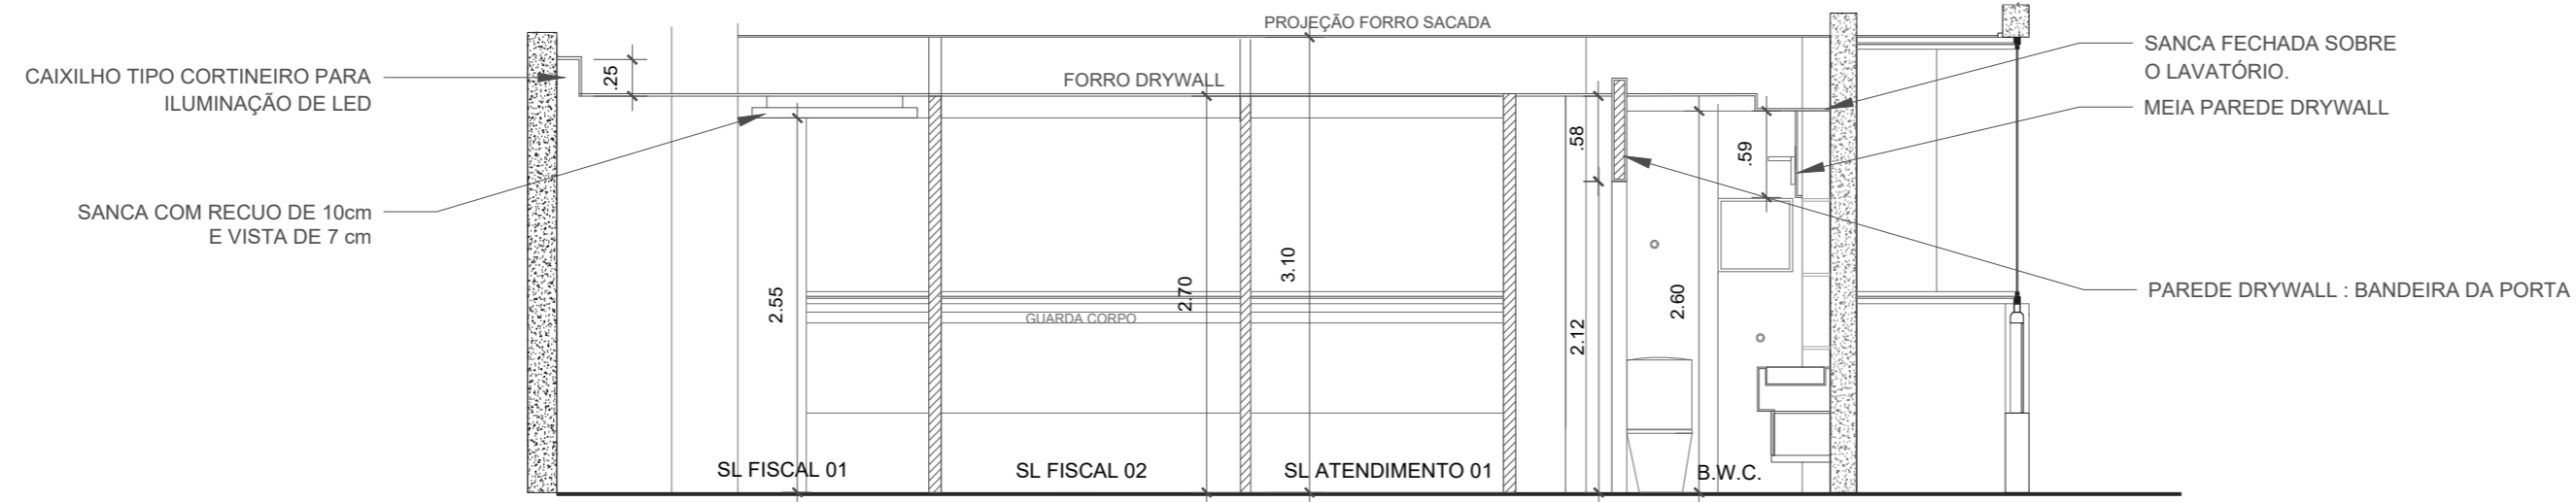 PROJEÇÃO FORRO SACADA
CAIXILHO TIPO CORTINEIRO PARA
ILUMINAÇÃO DE LED
.25
FORRO DRYWALL
SANCA FECHADA SOBRE
O LAVATÓRIO.
MEIA PAREDE DRYWALL
.58
.59
SANCA COM RECUO DE 10cm
E VISTA DE 7 cm
2.55
2.70
3.10
2.12
2.60
PAREDE DRYWALL : BANDEIRA DA PORTA
GUARDA CORPO
SL FISCAL 01
SL FISCAL 02
SL ATENDIMENTO 01
B.W.C.